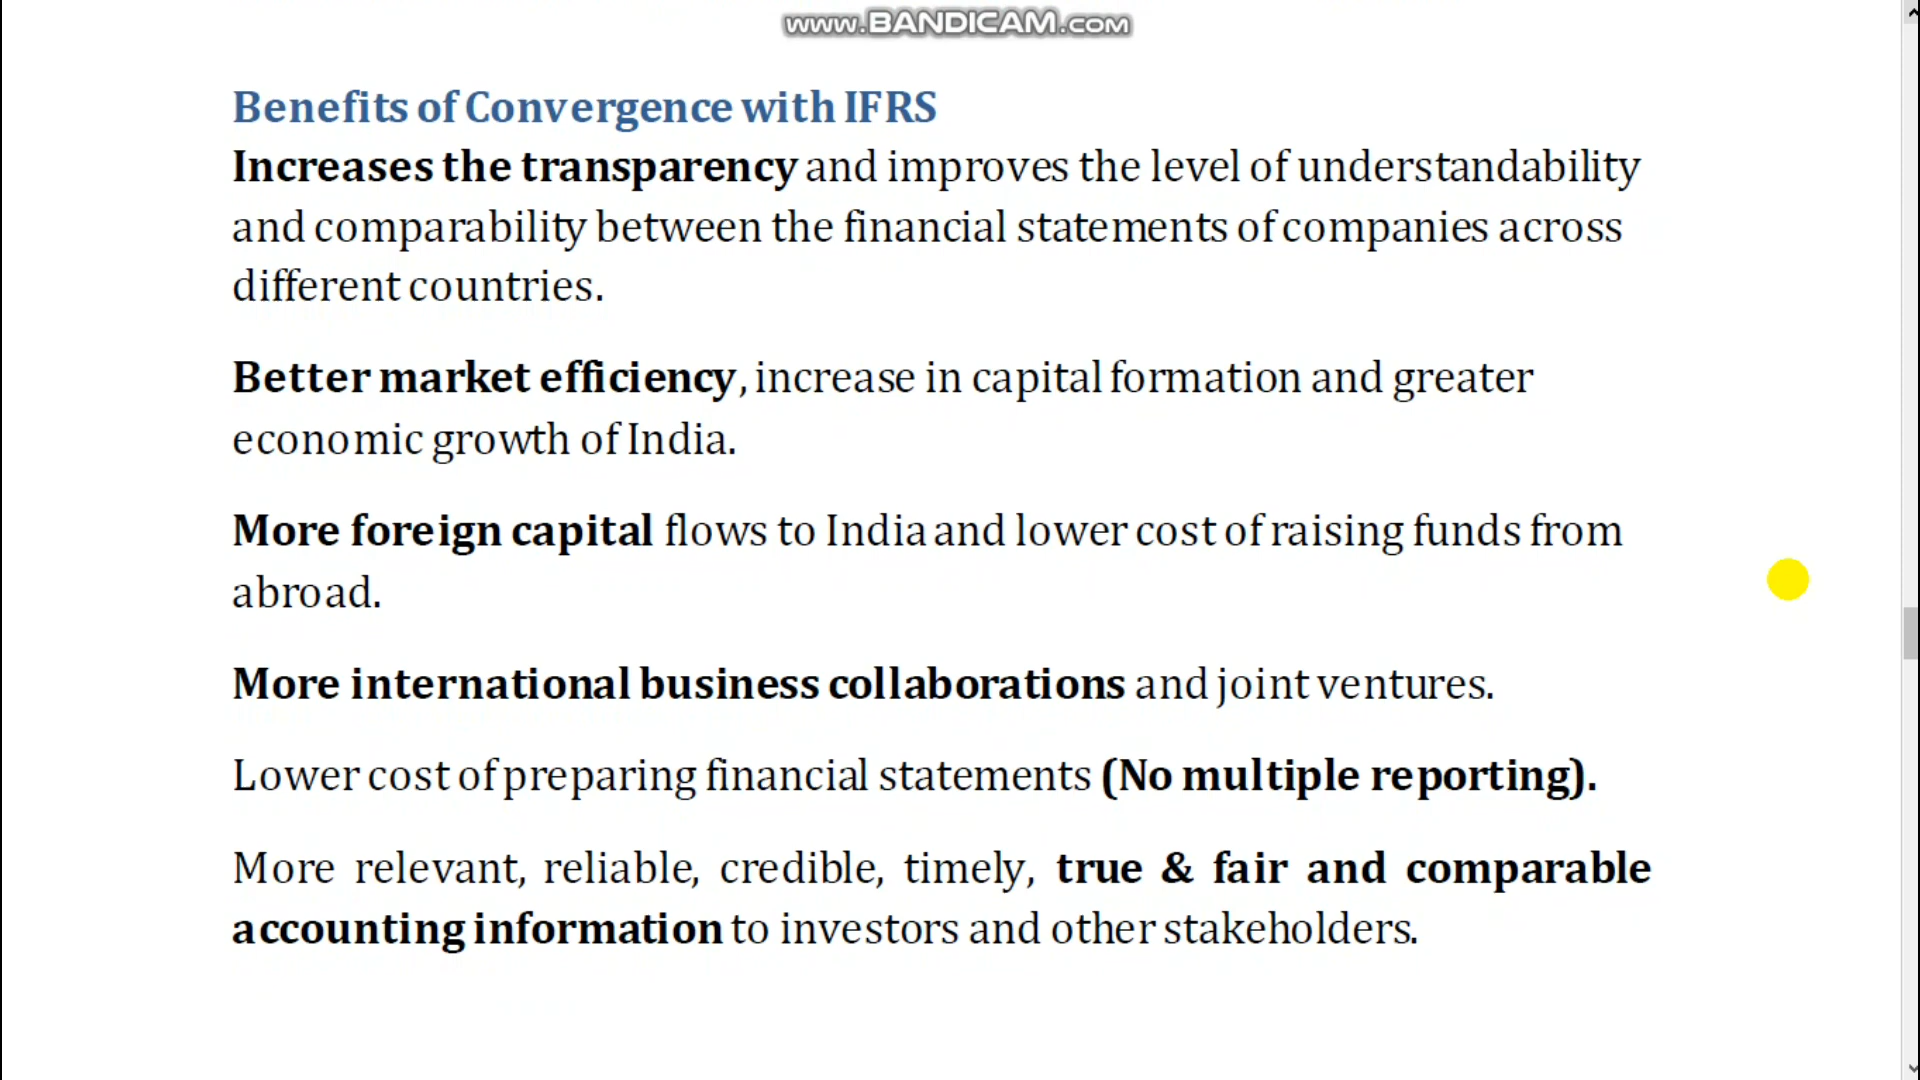 www.BANDICAM.com
Benefits of Convergence with IFRS
Increases the transparency and improves the level of understandability
and comparability between the financial statements of companies across
different countries.
Better market efficiency, increase in capital formation and greater
economic growth of India.
More foreign capital flows to India and lower cost of raising funds from
abroad.
More international business collaborations and joint ventures.
Lower cost of preparing financial statements (No multiple reporting).
More relevant, reliable, credible, timely, true & fair and comparable
accounting information to investors and other stakeholders.